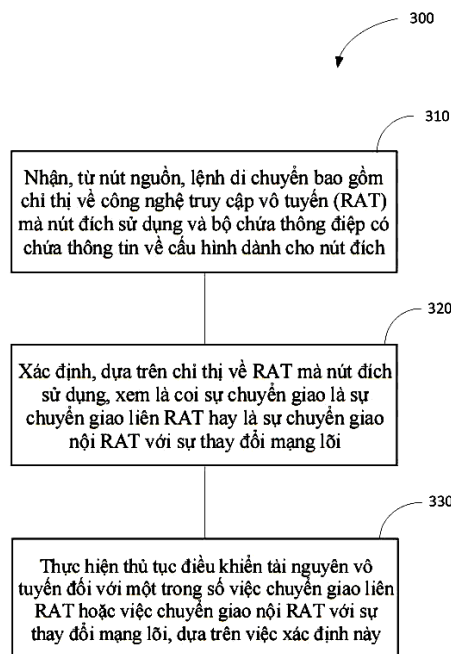 300
310
Nhận, từ nút nguồn, lệnh di chuyển bao gồm
chỉ thị về công nghệ truy cập vô tuyến (RAT)
mà nút đích sử dụng và bộ chứa thông điệp có
chứa thông tin về cấu hình dành cho nút đích
320
Xác định, dựa trên chỉ thị về RAT mà nút đích
sử dụng, xem là coi sự chuyển giao là sự
chuyển giao liên RAT hay là sự chuyển giao
nội RAT với sự thay đổi mạng lõi
330
Thực hiện thủ tục điều khiển tài nguyên vô
tuyến đối với một trong số việc chuyển giao liên
RAT hoặc việc chuyển giao nội RAT với sự
thay đổi mạng lõi, dựa trên việc xác định này